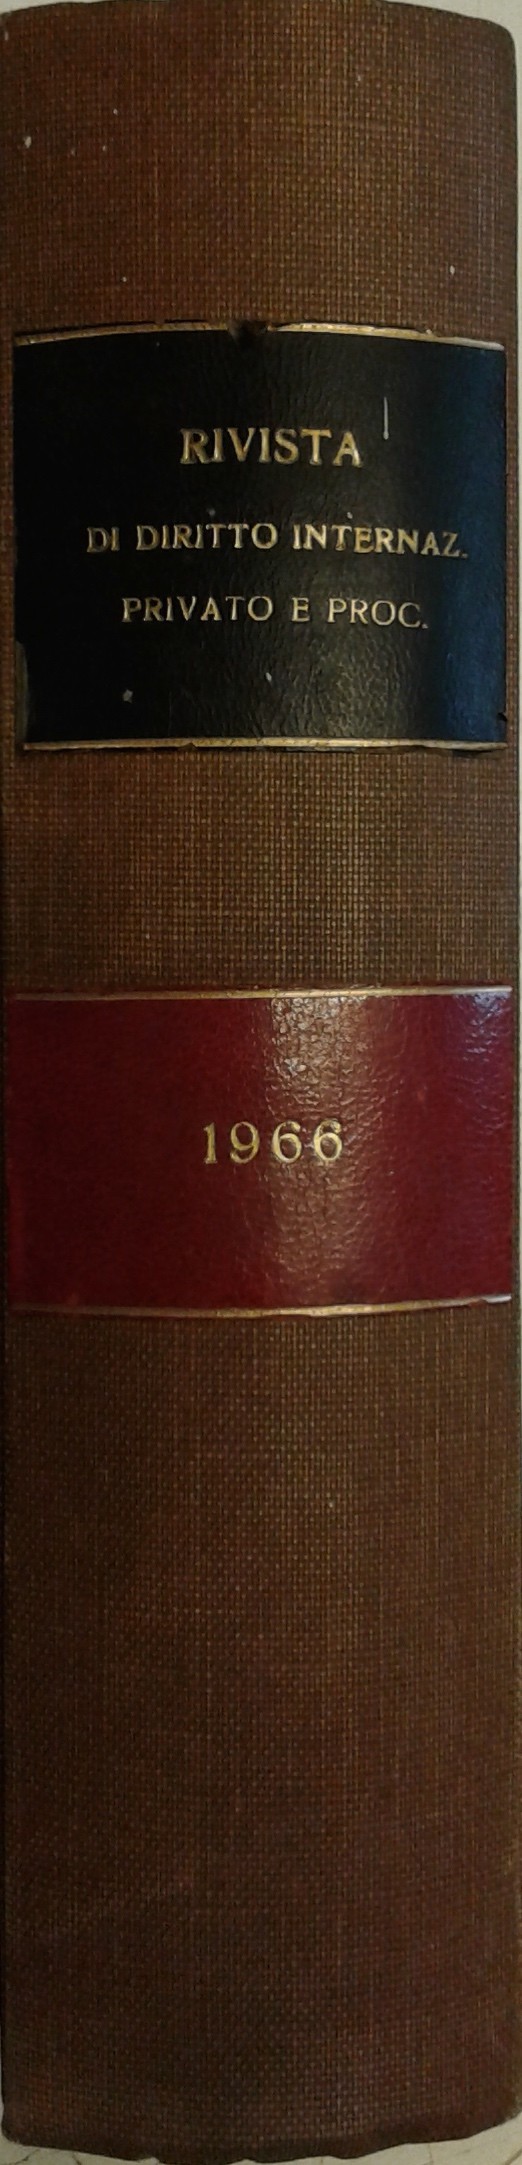 RIVISTA
DI DIRITTO INTERNAZ.
PRIVATO E PROC.
1966